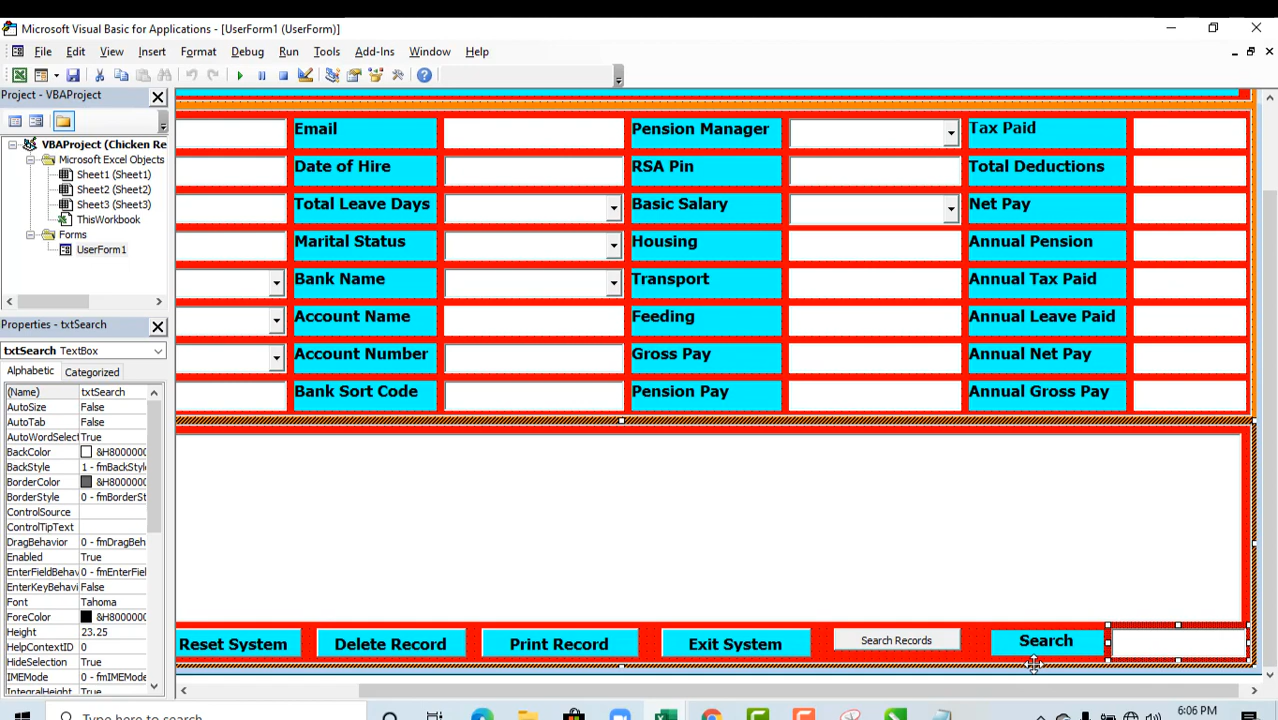 Microsoft Visual Basic for Applications - [UserForm1 (UserForm)]
File Edit View Insert Format Debug Run Tools Add-Ins Window Help
Project - VBAProject
VBAProject (Chicken Re
Microsoft Excel Objects
Sheet1 (Sheet1)
Sheet2 (Sheet2)
Sheet3 (Sheet3)
ThisWorkbook
Forms
UserForm1
Properties - txtSearch
txtSearch TextBox
Alphabetic Categorized
(Name) txtSearch
AutoSize False
AutoTab False
AutoWordSelect True
BackColor &H8000000
BackStyle 1 - fmBackStyl
BorderColor &H8000000
BorderStyle 0 - fmBorderSt
ControlSource
ControlTipText
DragBehavior 0 - fmDragBeh
Enabled True
EnterFieldBehav 0 - fmEnterFiel
EnterKeyBehavi False
Font Tahoma
ForeColor &H8000000
Height 23.25
HelpContextID 0
HideSelection True
IMEMode 0 - fmIMEMode
IntegralHeight True
Email Pension Manager Tax Paid
Date of Hire RSA Pin Total Deductions
Total Leave Days Basic Salary Net Pay
Marital Status Housing Annual Pension
Bank Name Transport Annual Tax Paid
Account Name Feeding Annual Leave Paid
Account Number Gross Pay Annual Net Pay
Bank Sort Code Pension Pay Annual Gross Pay
Reset System Delete Record Print Record Exit System Search Records Search
Type here to search
6:06 PM